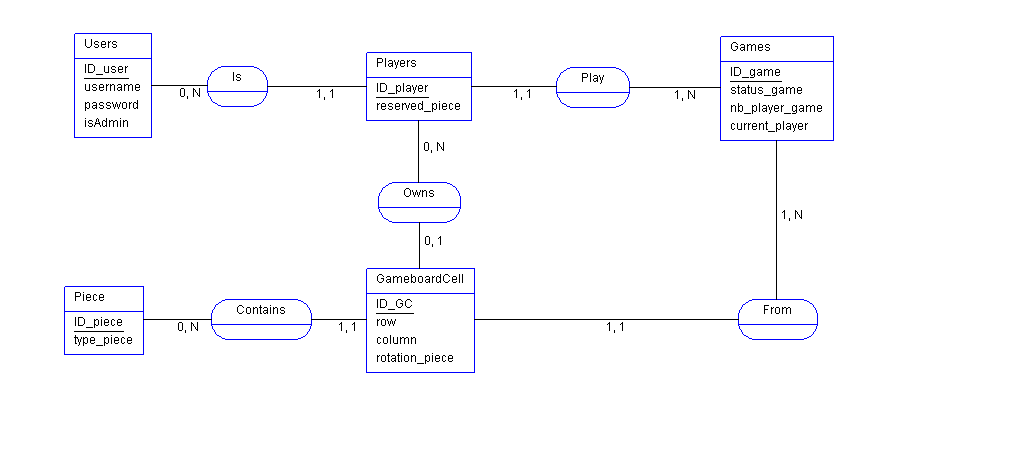 Users
ID_user
username
password
isAdmin
0, N
Is
1, 1
Players
ID_player
reserved_piece
1, 1
Play
1, N
Games
ID_game
status_game
nb_player_game
current_player
0, N
Owns
0, 1
1, N
Piece
ID_piece
type_piece
0, N
Contains
1, 1
GameboardCell
ID_GC
row
column
rotation_piece
1, 1
From